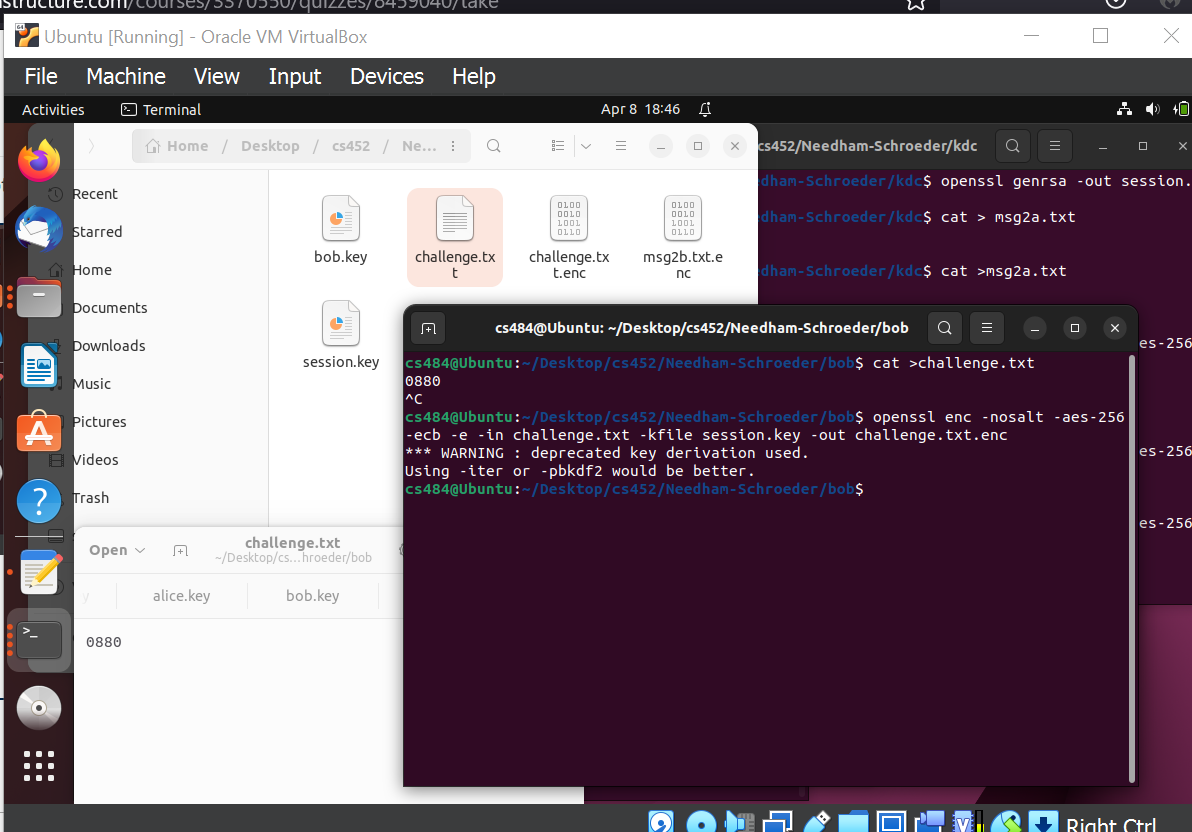 structure.com/courses/3370550/quizzes/8459040/take
Ubuntu [Running] - Oracle VM VirtualBox
File Machine View Input Devices Help
Activities Terminal Apr 8 18:46
Home / Desktop / cs452 / Ne...
cs452/Needham-Schroeder/kdc
Recent
Starred
Home
Documents
Downloads
Music
Pictures
Videos
Trash
bob.key
challenge.tx
t
challenge.tx
t.enc
msg2b.txt.e
nc
session.key
dham-Schroeder/kdc$ openssl genrsa -out session.
dham-Schroeder/kdc$ cat > msg2a.txt
dham-Schroeder/kdc$ cat >msg2a.txt
es-256
es-256
es-256
cs484@Ubuntu: ~/Desktop/cs452/Needham-Schroeder/bob
cs484@Ubuntu:~/Desktop/cs452/Needham-Schroeder/bob$ cat >challenge.txt
0880
^C
cs484@Ubuntu:~/Desktop/cs452/Needham-Schroeder/bob$ openssl enc -nosalt -aes-256
-ecb -e -in challenge.txt -kfile session.key -out challenge.txt.enc
*** WARNING : deprecated key derivation used.
Using -iter or -pbkdf2 would be better.
cs484@Ubuntu:~/Desktop/cs452/Needham-Schroeder/bob$
Open
challenge.txt
~/Desktop/cs...hroeder/bob
y alice.key bob.key
0880
Right Ctrl